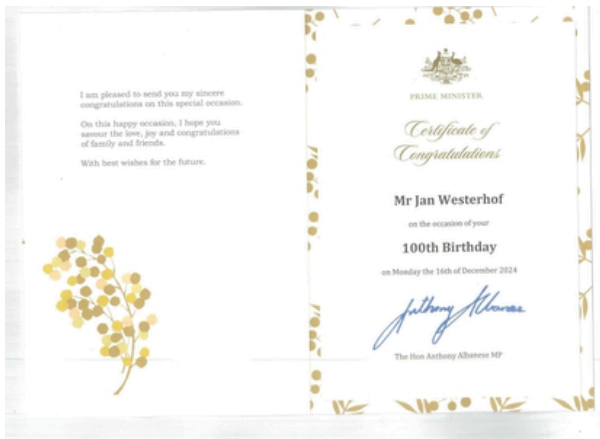 I am pleased to send you my sincere
congratulations on this special occasion.
On this happy occasion, I hope you
savour the love, joy and congratulations
of family and friends.
With best wishes for the future.
PRIME MINISTER
Certificate of
Congratulations
Mr Jan Westerhof
on the occasion of your
100th Birthday
on Monday the 16th of December 2024
Anthony Albanese
The Hon Anthony Albanese MP